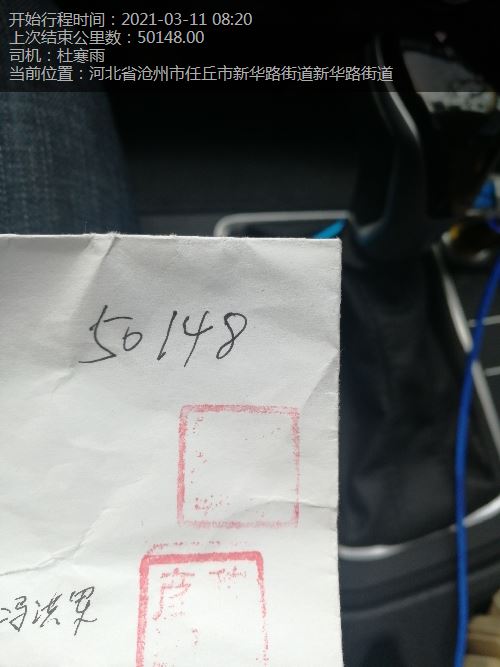 开始行程时间：2021-03-11 08:20
上次结束公里数：50148.00
司机：杜寒雨
当前位置：河北省沧州市任丘市新华路街道新华路街道
50148
冯洪